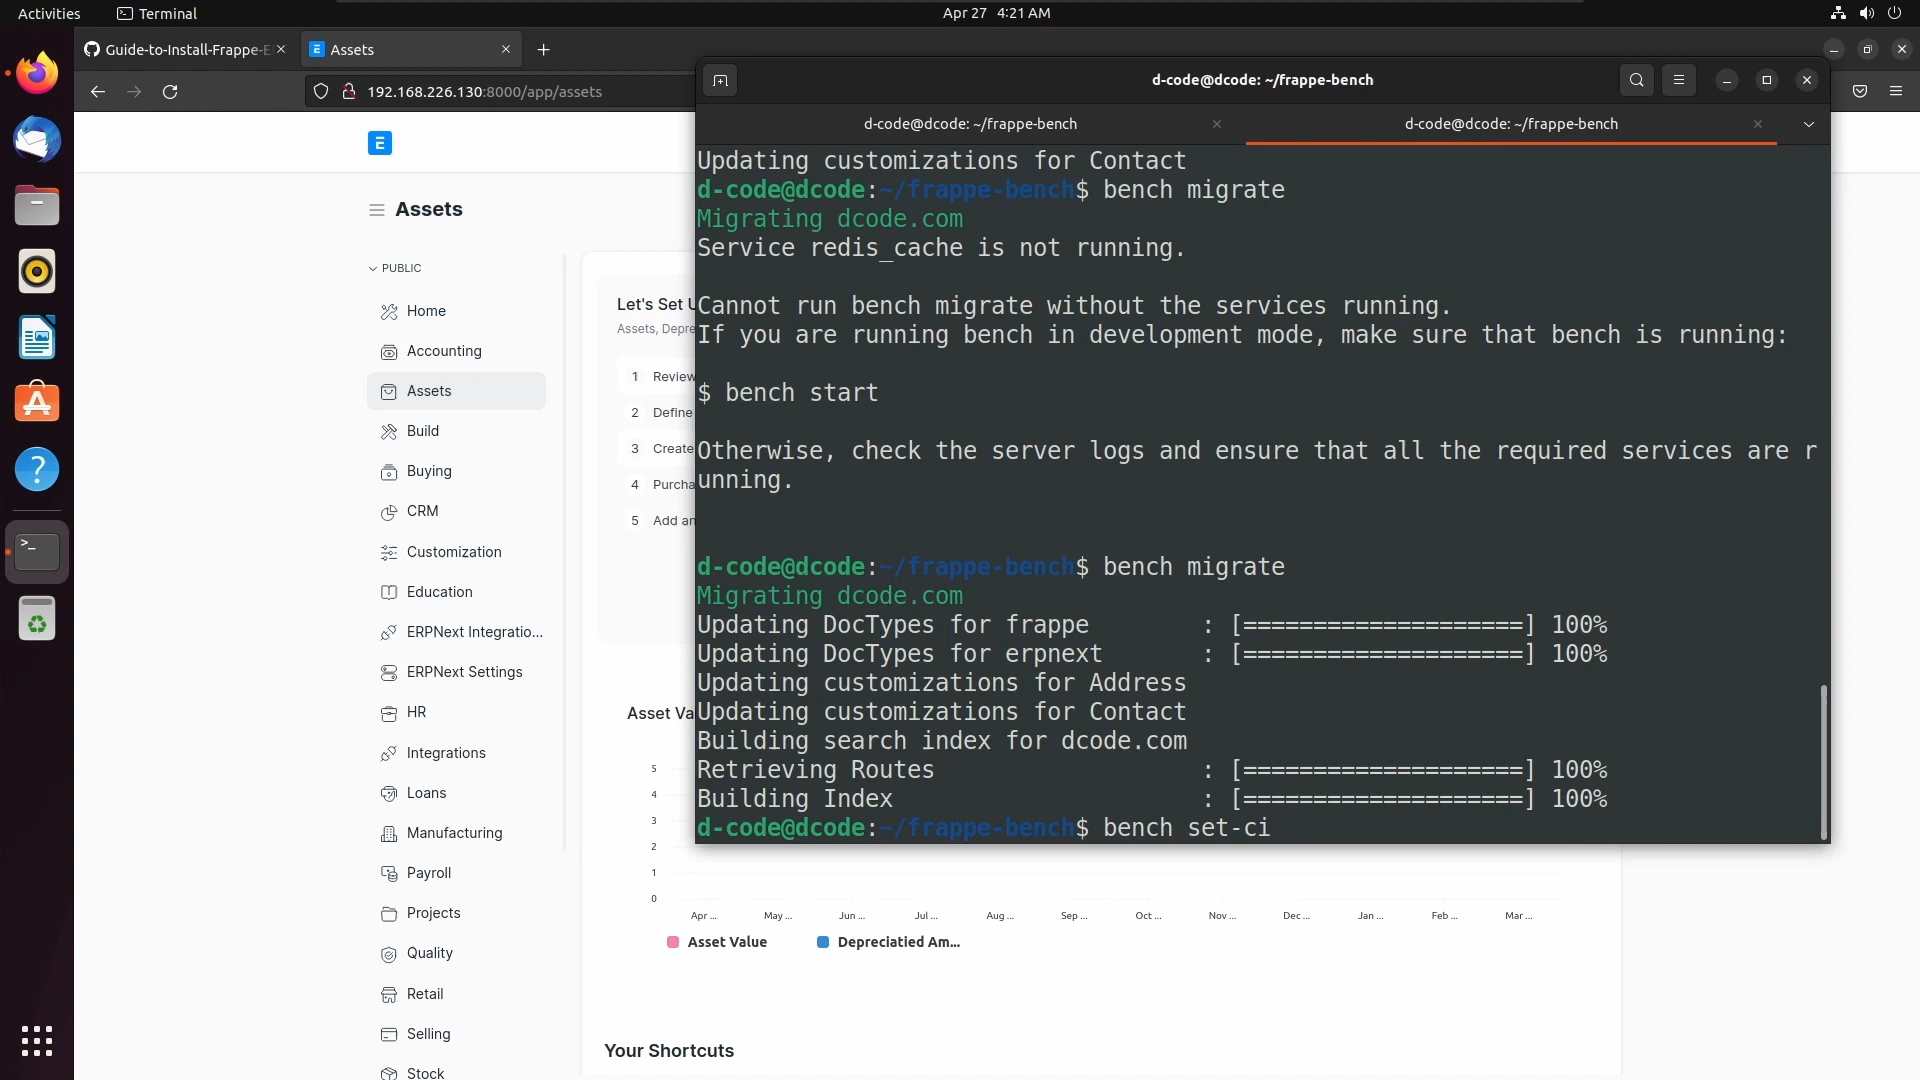 Activities
Terminal
Apr 27 4:21 AM
Guide-to-Install-Frappe-E
Assets
192.168.226.130:8000/app/assets
d-code@dcode: ~/frappe-bench
d-code@dcode: ~/frappe-bench
d-code@dcode: ~/frappe-bench
E
Assets
PUBLIC
Home
Accounting
Assets
Build
Buying
CRM
Customization
Education
ERPNext Integratio...
ERPNext Settings
HR
Integrations
Loans
Manufacturing
Payroll
Projects
Quality
Retail
Selling
Stock
Let's Set U
Assets, Depre
1 Review
2 Define
3 Create
4 Purcha
5 Add an
Updating customizations for Contact
d-code@dcode:~/frappe-bench$ bench migrate
Migrating dcode.com
Service redis_cache is not running.
Cannot run bench migrate without the services running.
If you are running bench in development mode, make sure that bench is running:
$ bench start
Otherwise, check the server logs and ensure that all the required services are r
unning.
d-code@dcode:~/frappe-bench$ bench migrate
Migrating dcode.com
Updating DocTypes for frappe : [====================] 100%
Updating DocTypes for erpnext : [====================] 100%
Updating customizations for Address
Updating customizations for Contact
Building search index for dcode.com
Retrieving Routes : [====================] 100%
Building Index : [====================] 100%
d-code@dcode:~/frappe-bench$ bench set-ci
Asset Va
5
4
3
2
1
0
Apr ... May ... Jun ... Jul ... Aug ... Sep ... Oct ... Nov ... Dec ... Jan ... Feb ... Mar ...
Asset Value
Depreciatied Am...
Your Shortcuts